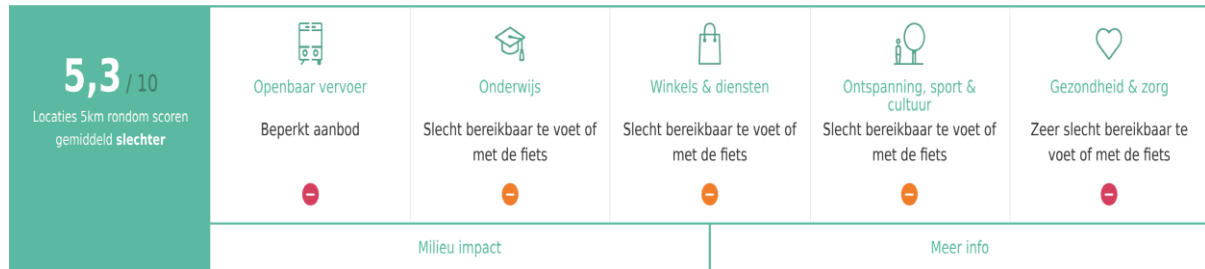 5,3 / 10
Locaties 5km rondom scoren
gemiddeld slechter
Openbaar vervoer
Beperkt aanbod
Onderwijs
Slecht bereikbaar te voet of
met de fiets
Winkels & diensten
Slecht bereikbaar te voet of
met de fiets
Ontspanning, sport &
cultuur
Slecht bereikbaar te voet of
met de fiets
Gezondheid & zorg
Zeer slecht bereikbaar te
voet of met de fiets
Milieu impact
Meer info